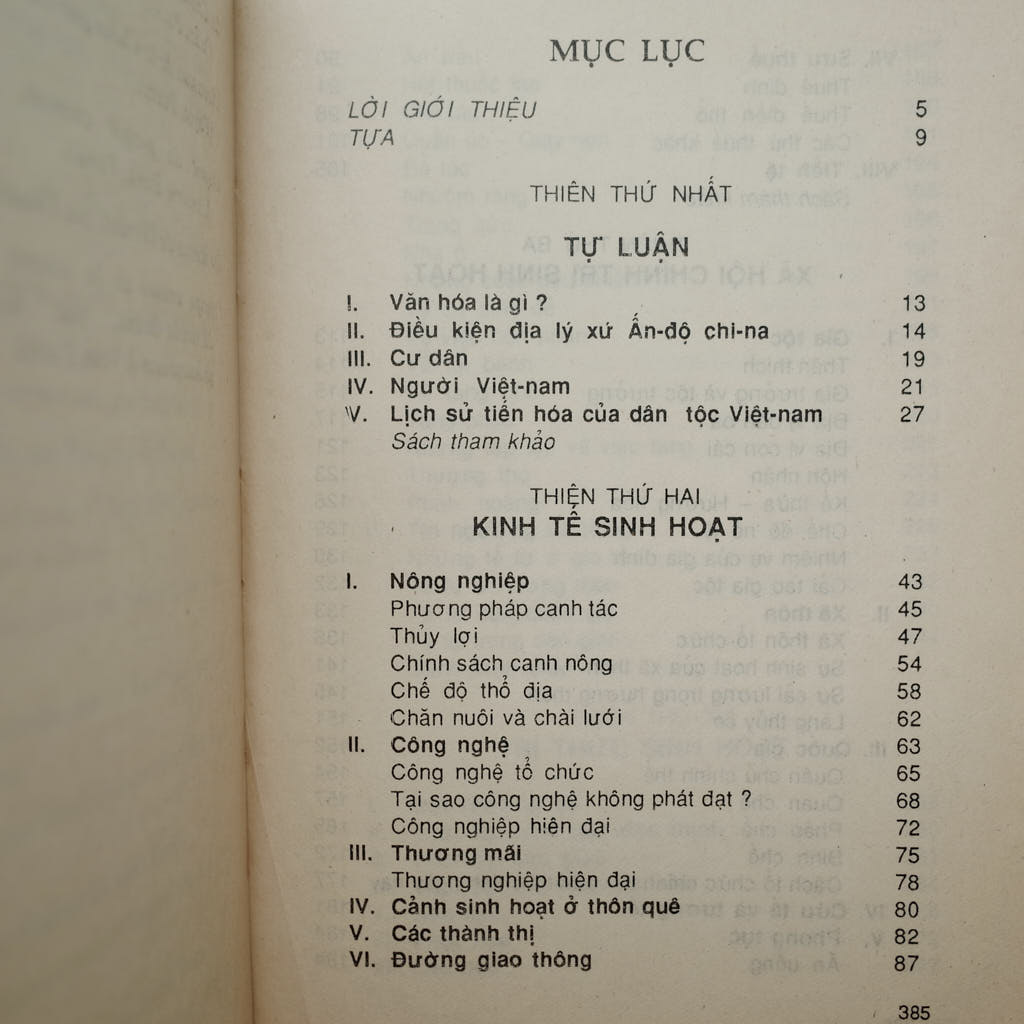 MỤC LỤC
LỜI GIỚI THIỆU 5
TỰA 9
THIÊN THỨ NHẤT
TỰ LUẬN
I. Văn hóa là gì ? 13
II. Điều kiện địa lý xứ Ấn-độ chi-na 14
III. Cư dân 19
IV. Người Việt-nam 21
V. Lịch sử tiến hóa của dân tộc Việt-nam 27
Sách tham khảo
THIÊN THỨ HAI
KINH TẾ SINH HOẠT
I. Nông nghiệp 43
Phương pháp canh tác 45
Thủy lợi 47
Chính sách canh nông 54
Chế độ thổ địa 58
Chăn nuôi và chài lưới 62
II. Công nghệ 63
Công nghệ tổ chức 65
Tại sao công nghệ không phát đạt ? 68
Công nghiệp hiện đại 72
III. Thương mãi 75
Thương nghiệp hiện đại 78
IV. Cảnh sinh hoạt ở thôn quê 80
V. Các thành thị 82
VI. Đường giao thông 87
385